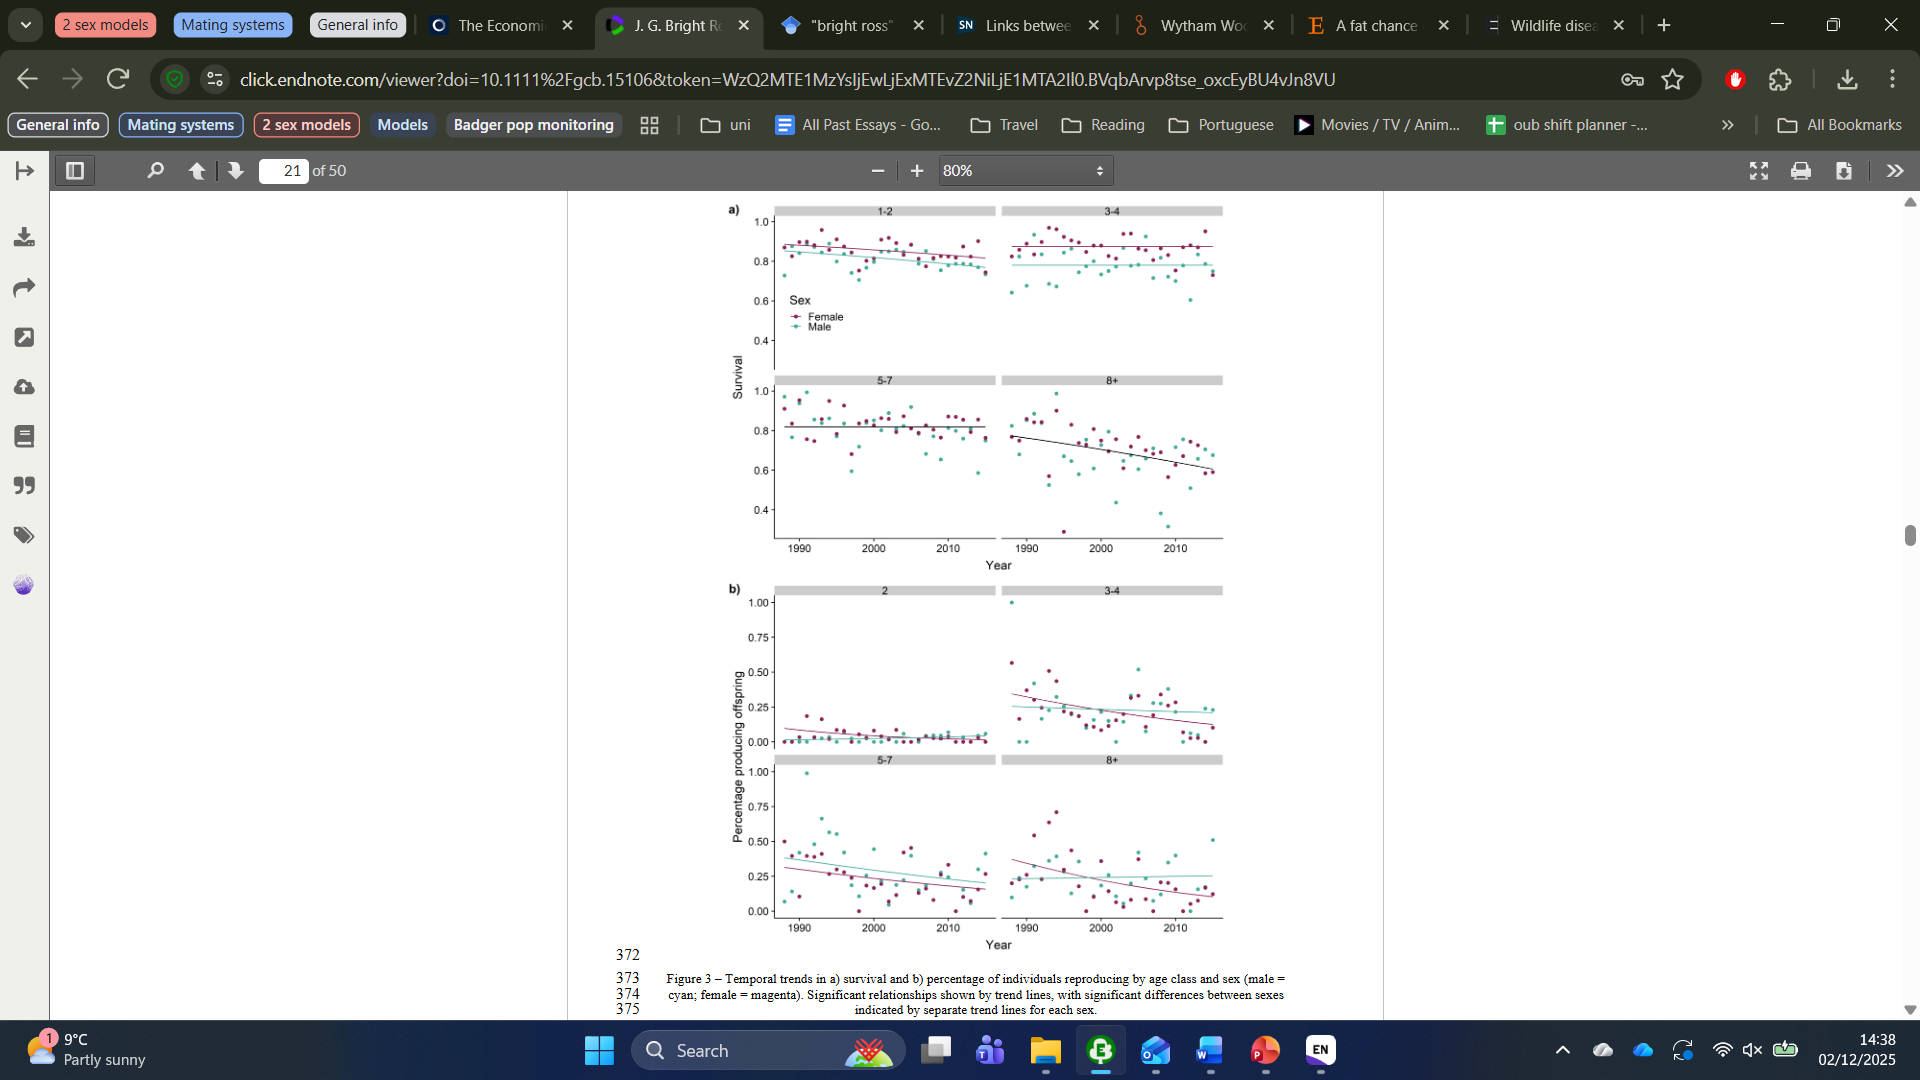 2 sex models
Mating systems
General info
The Economi
J. G. Bright R
"bright ross"
SN
Links betwee
Wytham Wo
A fat chance
Wildlife disea
click.endnote.com/viewer?doi=10.1111%2Fgcb.15106&token=WzQ2MTE1MzYsIjEwLjExMTEvZ2NiLjE1MTA2Il0.BVqbArvp8tse_oxcEyBU4vJn8VU
General info
Mating systems
2 sex models
Models
Badger pop monitoring
uni
All Past Essays - Go...
Travel
Reading
Portuguese
Movies / TV / Anim...
oub shift planner -...
All Bookmarks
21 of 50
80%
a)
1-2
3-4
1.0
0.8
0.6
0.4
Sex
Female
Male
Survival
5-7
8+
1.0
0.8
0.6
0.4
1990
2000
2010
1990
2000
2010
Year
b)
2
3-4
1.00
0.75
0.50
0.25
0.00
Percentage producing offspring
5-7
8+
1.00
0.75
0.50
0.25
0.00
1990
2000
2010
1990
2000
2010
Year
372
373 Figure 3 – Temporal trends in a) survival and b) percentage of individuals reproducing by age class and sex (male =
374 cyan; female = magenta). Significant relationships shown by trend lines, with significant differences between sexes
375 indicated by separate trend lines for each sex.
1
9°C
Partly sunny
Search
EN
14:38
02/12/2025